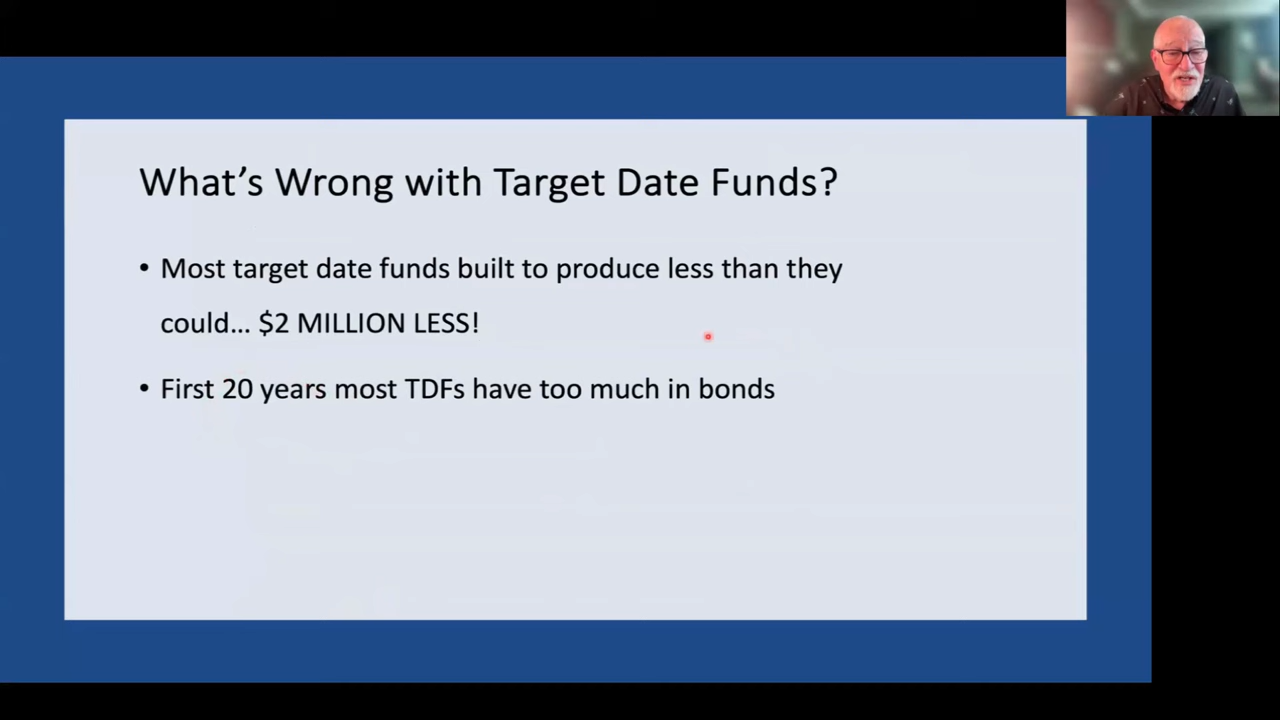 What's Wrong with Target Date Funds?
• Most target date funds built to produce less than they
could... $2 MILLION LESS!
• First 20 years most TDFs have too much in bonds